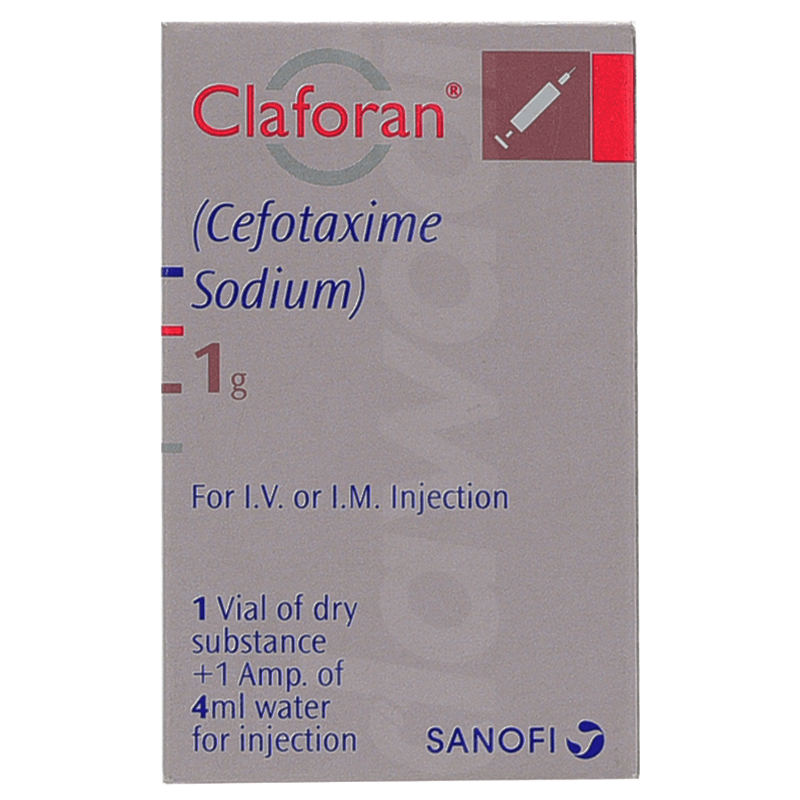 Claforan®
(Cefotaxime
Sodium)
1g
For I.V. or I.M. Injection
1 Vial of dry
substance
+1 Amp. of
4ml water
for injection
SANOFI
dawaai